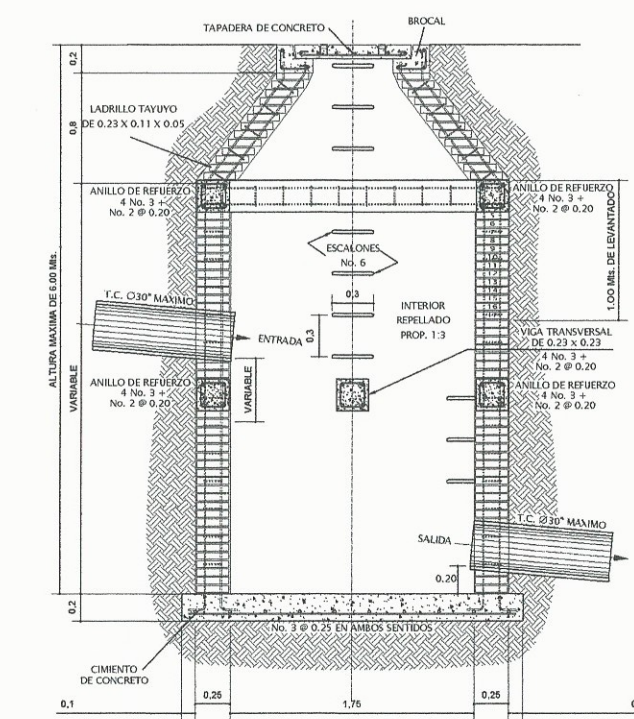 TAPADERA DE CONCRETO
BROCAL
0,2
0,8
LADRILLO TAYUYO
DE 0.23 X 0.11 X 0.05
ANILLO DE REFUERZO
4 No. 3 +
No. 2 @ 0.20
ANILLO DE REFUERZO
4 No. 3 +
No. 2 @ 0.20
1.00 Mts. DE LEVANTADO
ALTURA MAXIMA DE 6.00 Mts.
VARIABLE
ESCALONES
No. 6
0,3
0,3
T.C. ∅30" MAXIMO
ENTRADA
INTERIOR
REPELLADO
PROP. 1:3
VIGA TRANSVERSAL
DE 0.23 x 0.23
4 No. 3 +
No. 2 @ 0.20
ANILLO DE REFUERZO
4 No. 3 +
No. 2 @ 0.20
VARIABLE
ANILLO DE REFUERZO
4 No. 3 +
No. 2 @ 0.20
T.C. ∅30" MAXIMO
SALIDA
0.20
0,2
No. 3 @ 0.25 EN AMBOS SENTIDOS
CIMIENTO
DE CONCRETO
0,1
0,25
1,75
0,25